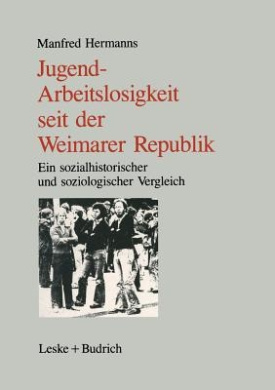 Manfred Hermanns
Jugend-
Arbeitslosigkeit
seit der
Weimarer Republik
Ein sozialhistorischer
und soziologischer Vergleich
Leske + Budrich